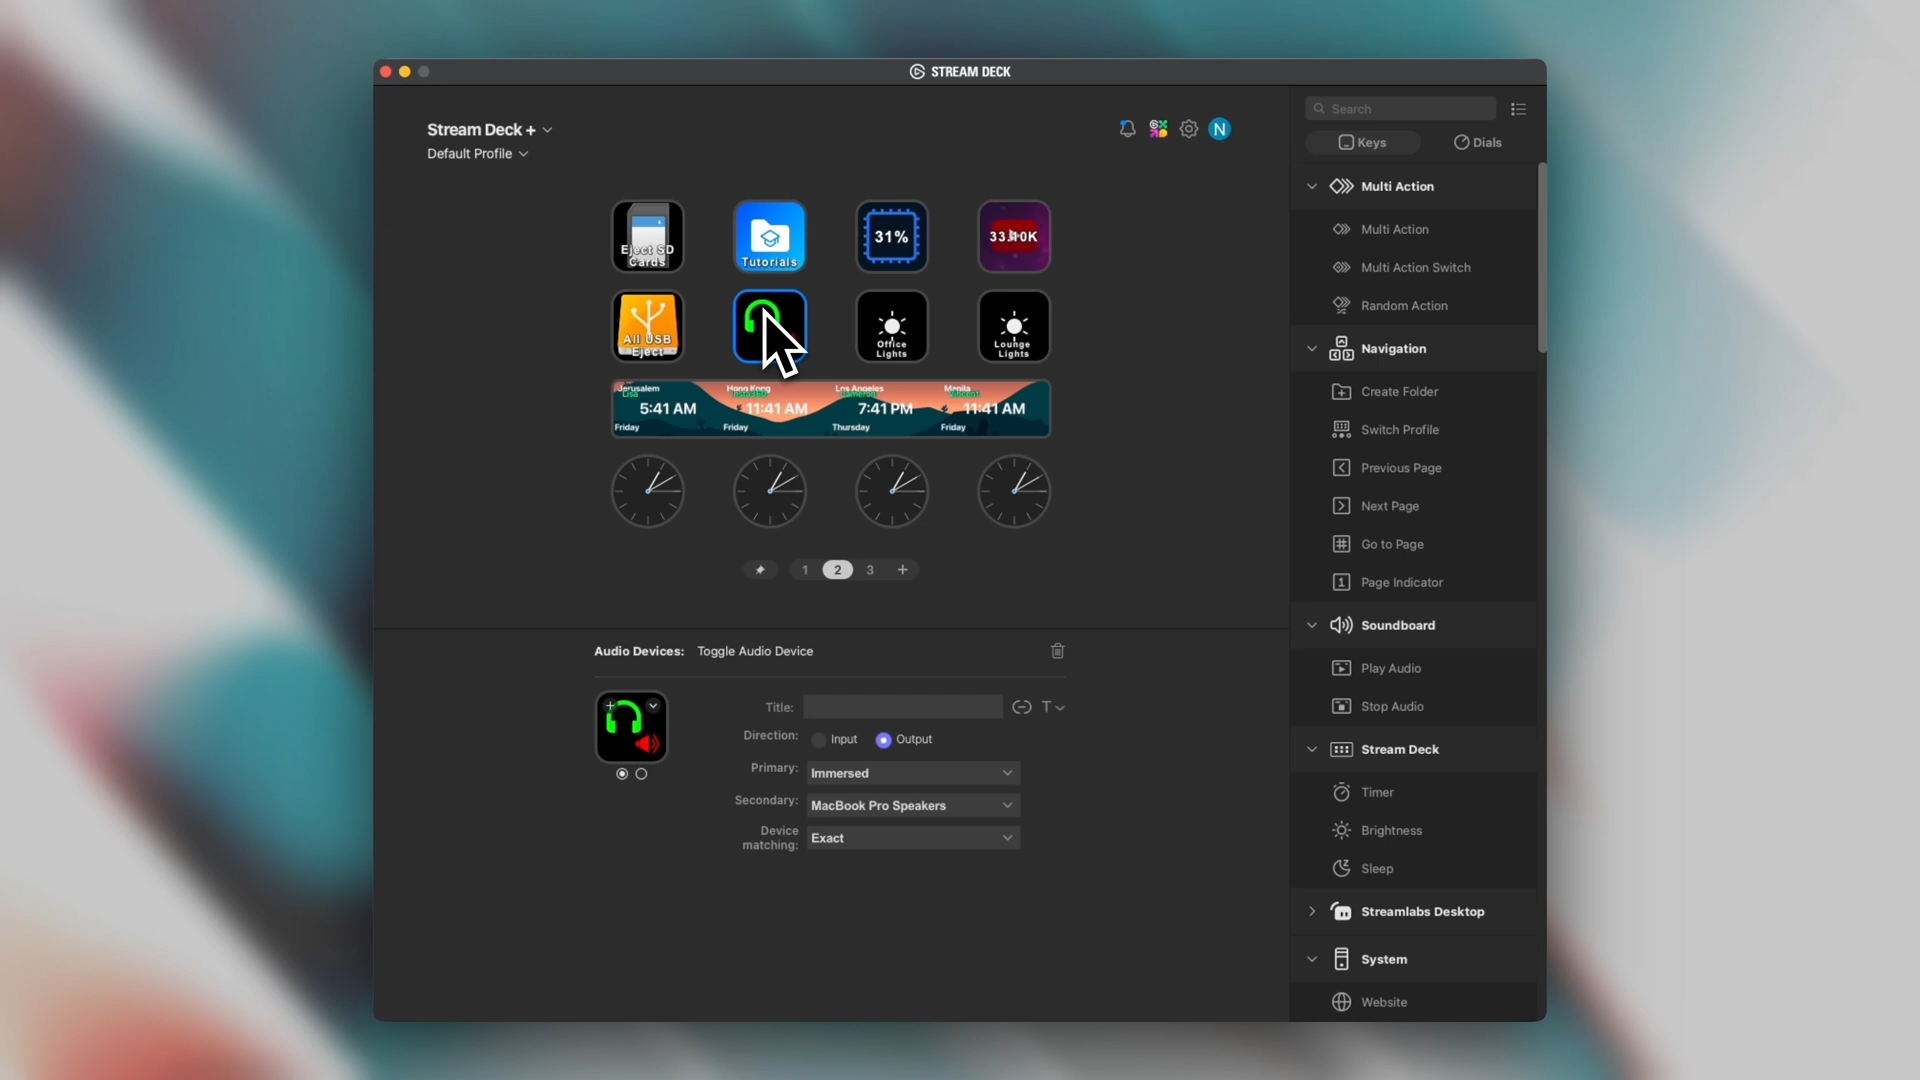 STREAM DECK
Stream Deck +
Default Profile
N
Search
Keys
Dials
Eject SD
Cards
Tutorials
31%
All USB
Eject
Office
Lights
Lounge
Lights
Jerusalem
Lisa
5:41 AM
Friday
Hong Kong
11:41 AM
Friday
Los Angeles
Cameron
7:41 PM
Thursday
Manila
Vincent
11:41 AM
Friday
1 2 3 +
Audio Devices: Toggle Audio Device
Title:
T
Direction: Input Output
Primary: Immersed
Secondary: MacBook Pro Speakers
Device
matching: Exact
Multi Action
Multi Action
Multi Action Switch
Random Action
Navigation
Create Folder
Switch Profile
Previous Page
Next Page
Go to Page
Page Indicator
Soundboard
Play Audio
Stop Audio
Stream Deck
Timer
Brightness
Sleep
Streamlabs Desktop
System
Website